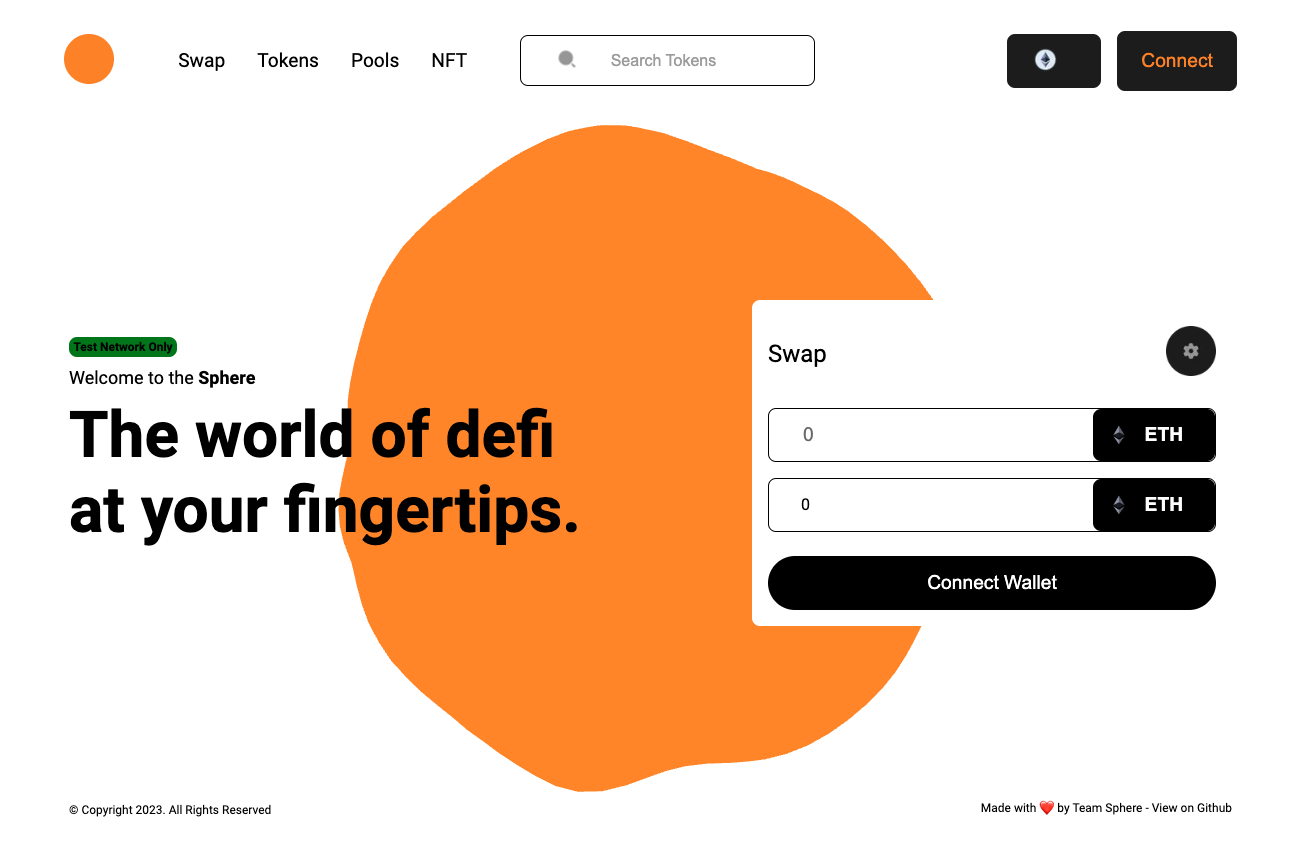 Swap Tokens Pools NFT Search Tokens Connect
Test Network Only
Welcome to the Sphere
The world of defi
at your fingertips.
Swap
0 ETH
0 ETH
Connect Wallet
© Copyright 2023. All Rights Reserved
Made with ❤️ by Team Sphere - View on Github